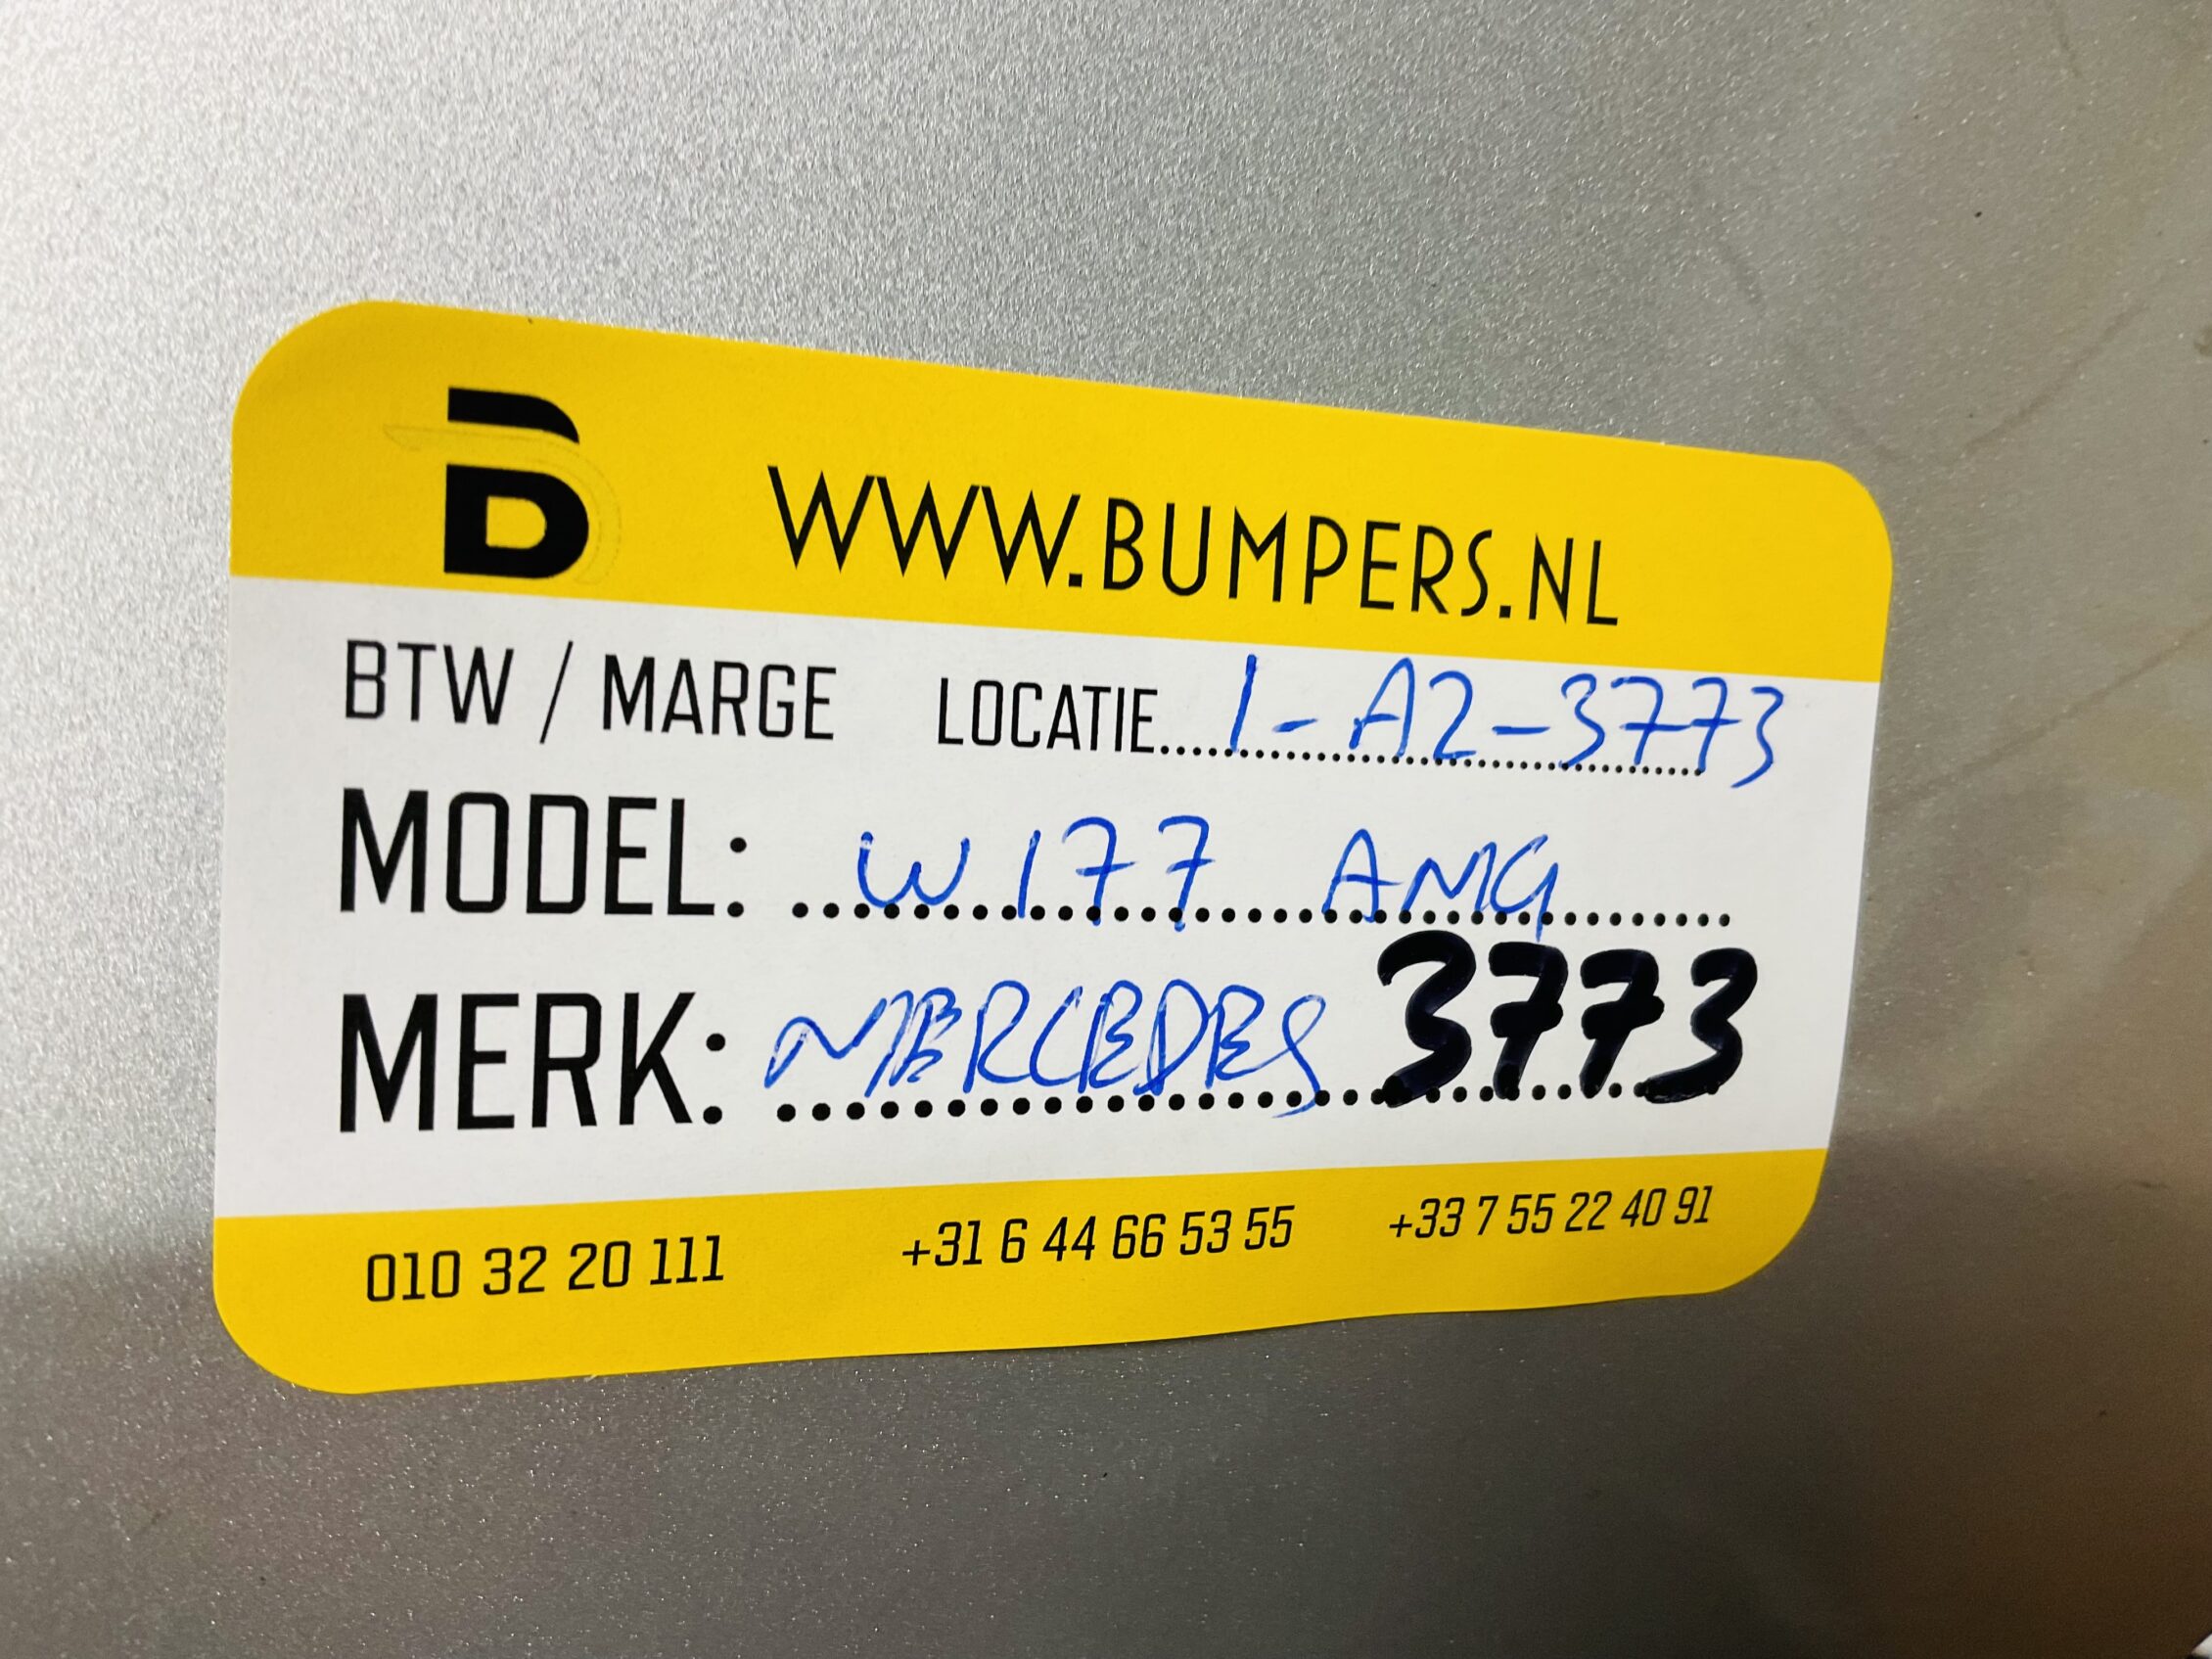 B WWW.BUMPERS.NL
BTW / MARGE LOCATIE.....1-A2-3773
MODEL: W177 AMG
MERK: MERCEDES 3773
010 32 20 111 +31 6 44 66 53 55 +33 7 55 22 40 91